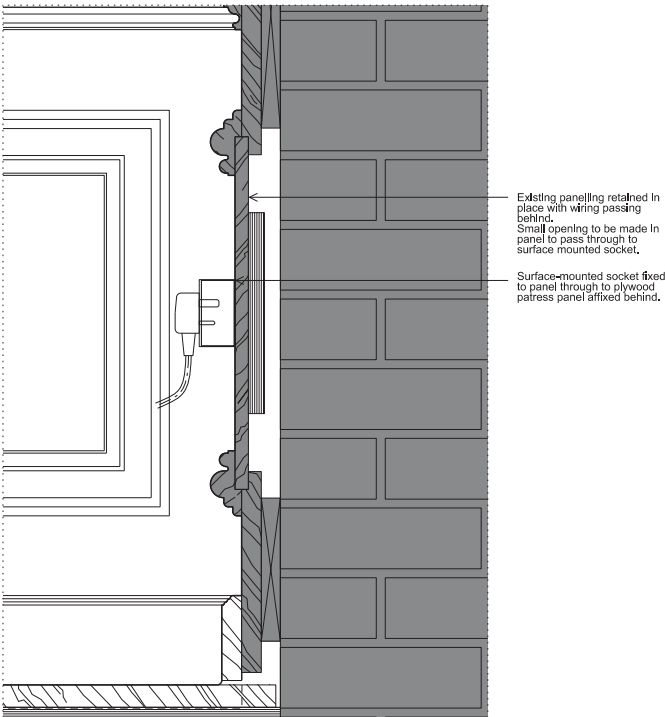 Existing panelling retained in
place with wiring passing
behind.
Small opening to be made in
panel to pass through to
surface mounted socket.
Surface-mounted socket fixed
to panel through to plywood
patress panel affixed behind.